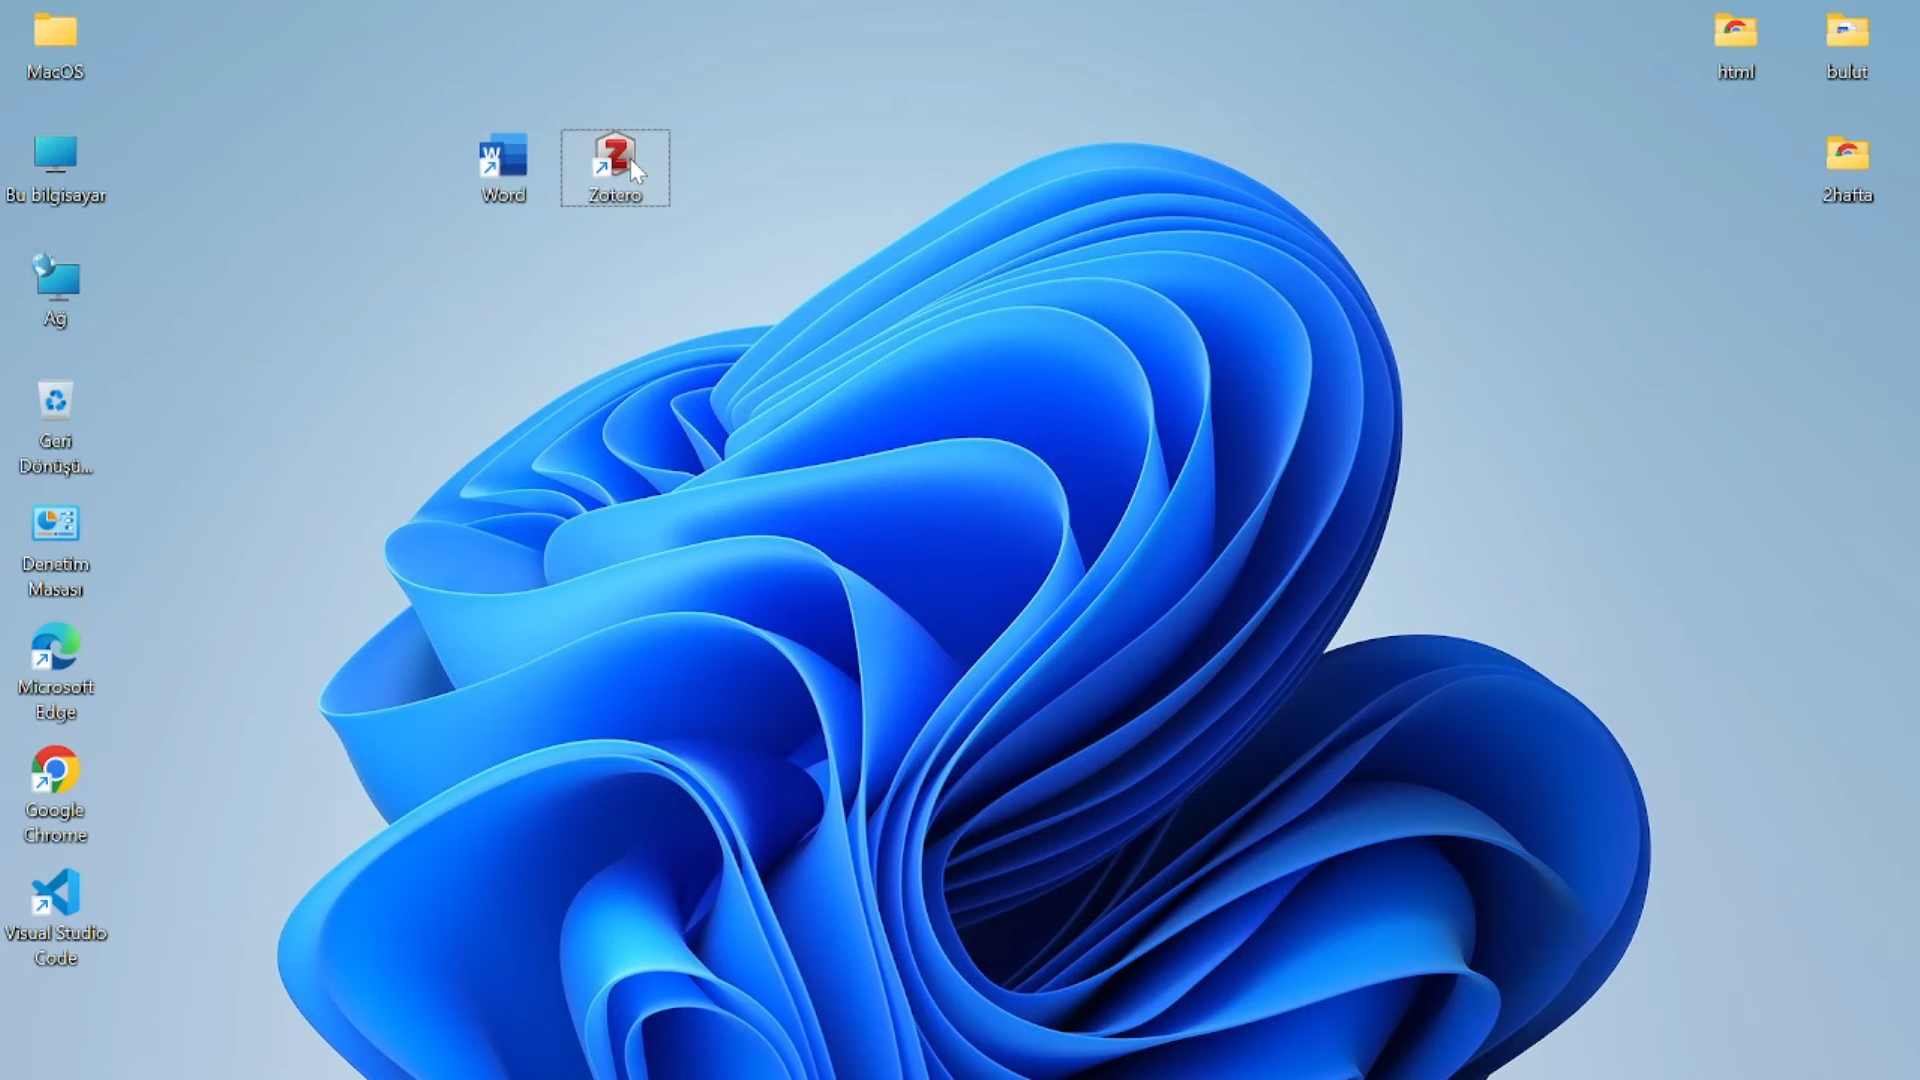 MacOS
html
bulut
Bu bilgisayar
Word
Zotero
2hafta
Ağ
Geri
Dönüşü...
Denetim
Masası
Microsoft
Edge
Google
Chrome
Visual Studio
Code